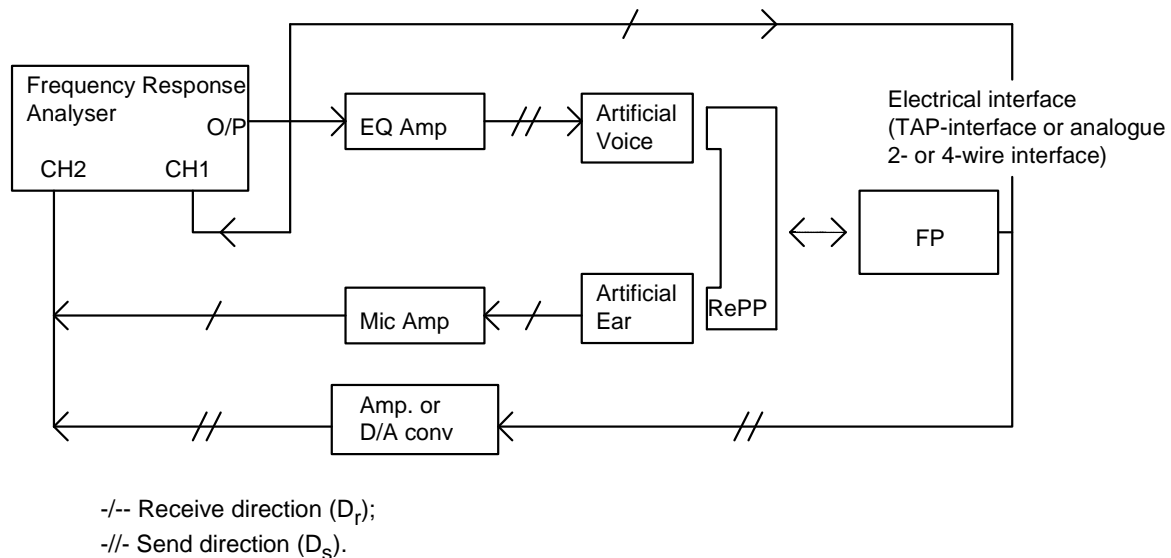 Frequency Response
Analyser
O/P
CH2
CH1
EQ Amp
Artificial
Voice
Electrical interface
(TAP-interface or analogue
2- or 4-wire interface)
FP
RePP
Mic Amp
Artificial
Ear
Amp. or
D/A conv
-/-- Receive direction (Dr);
-//- Send direction (Ds).